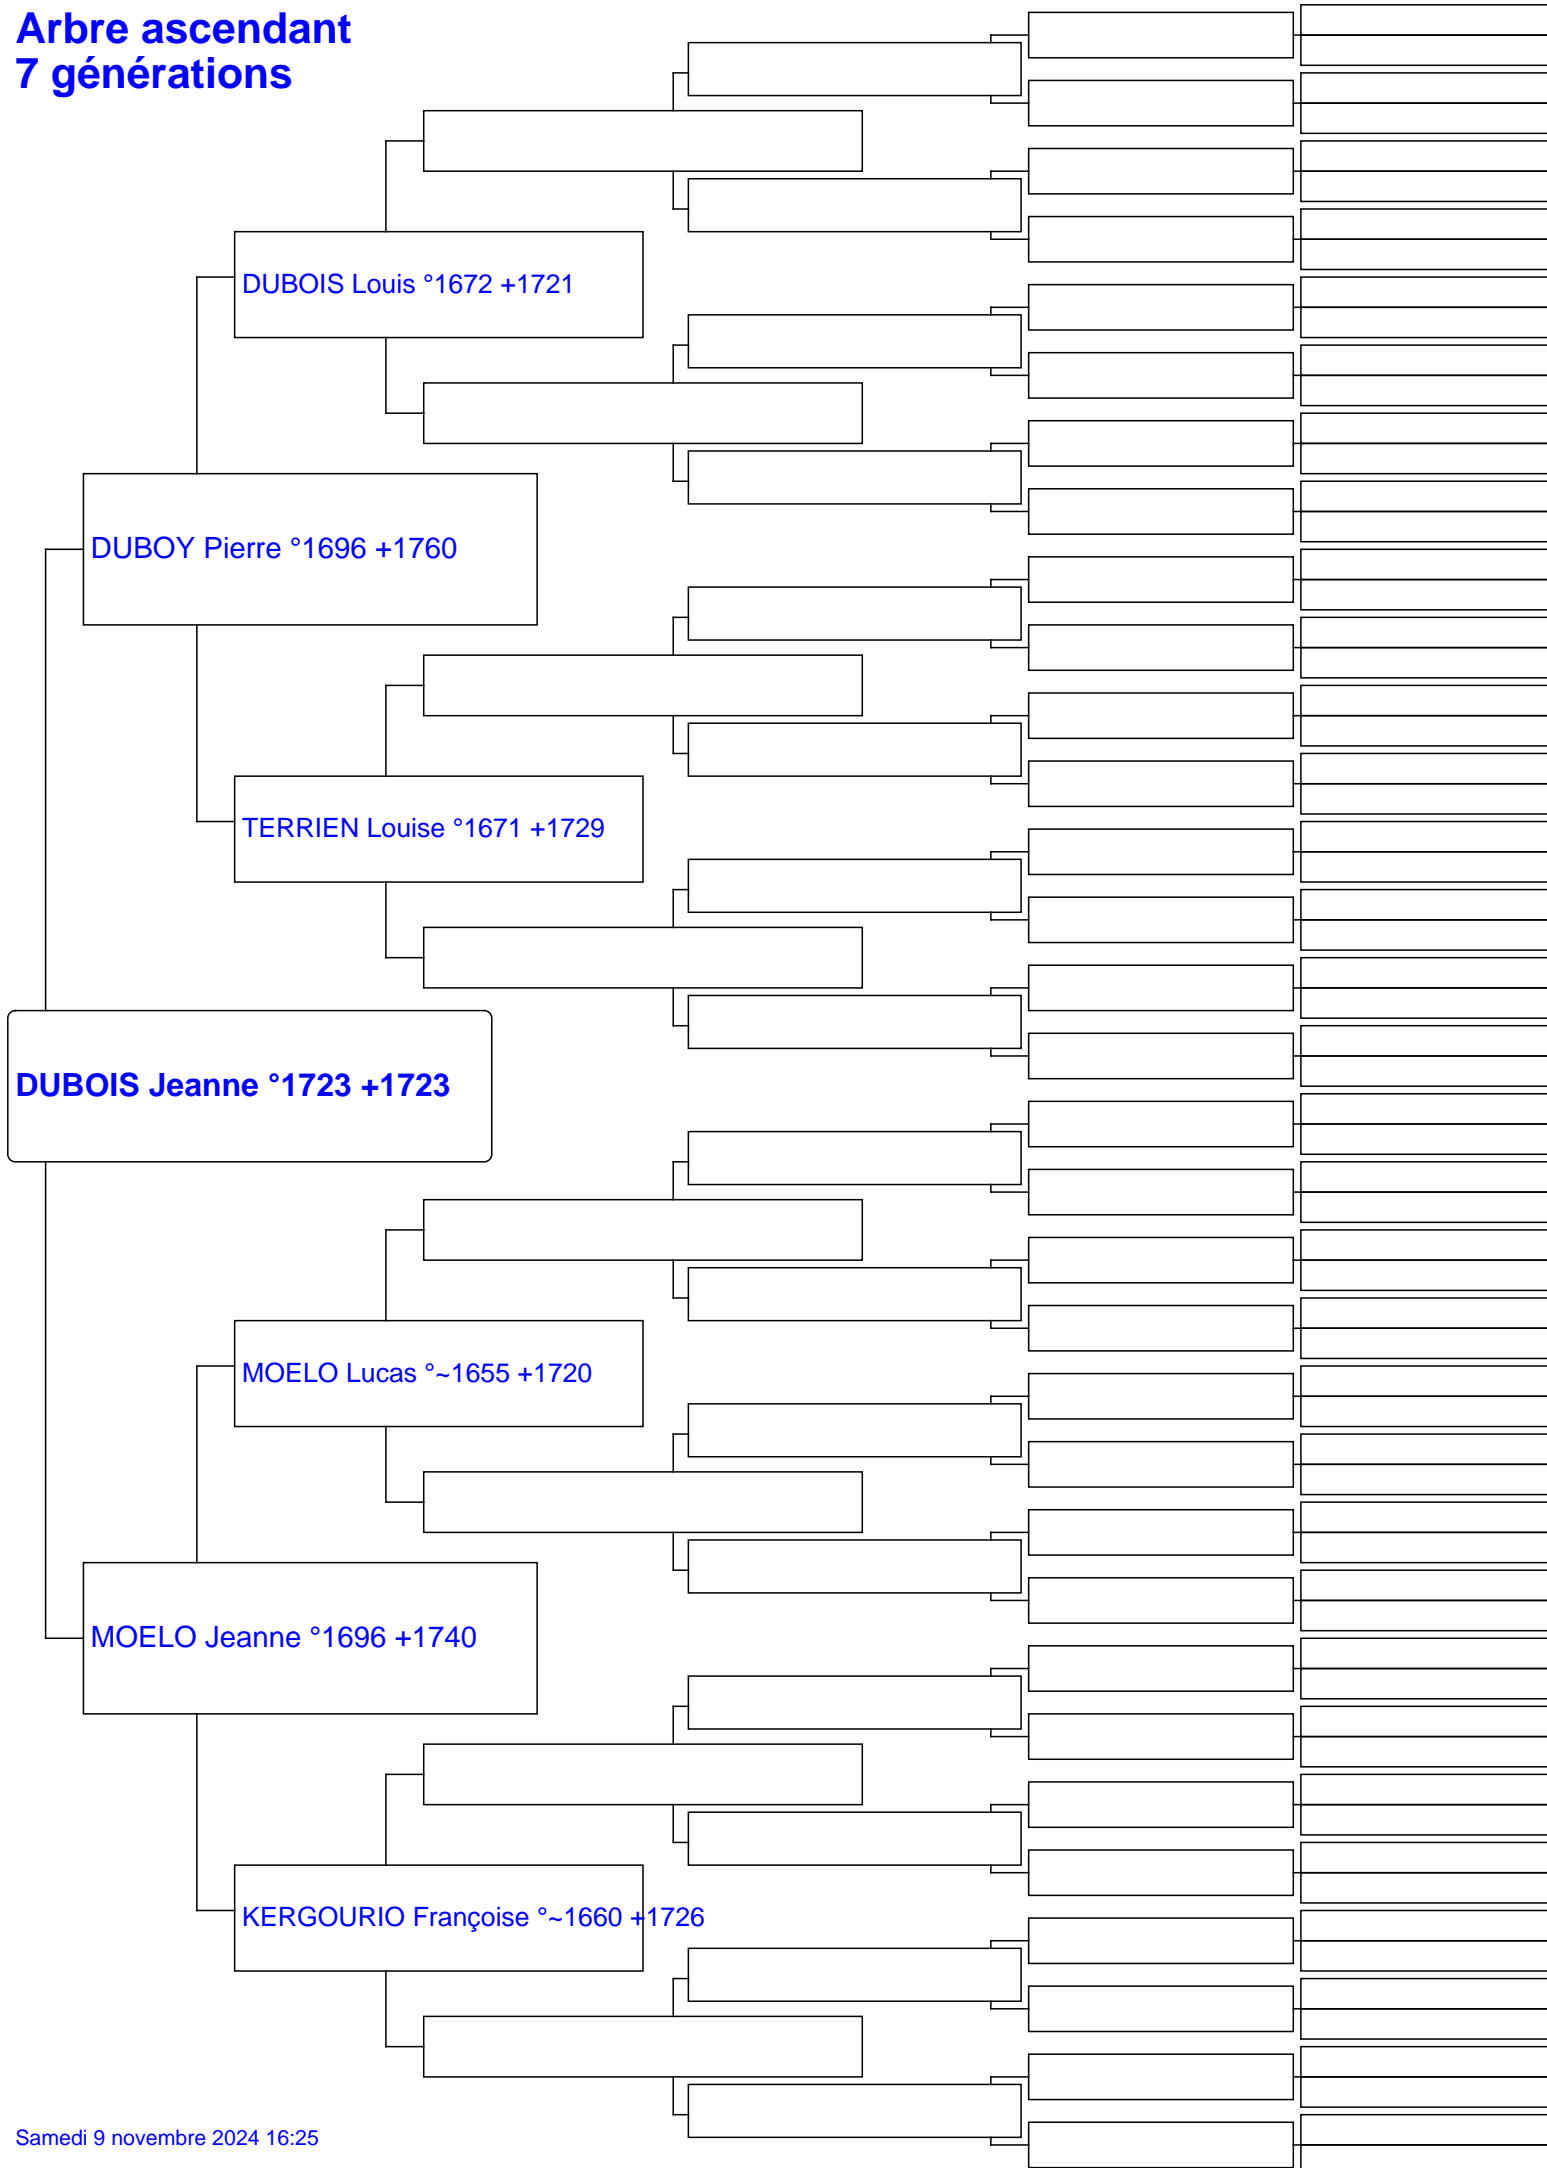 Arbre ascendant
7 générations
DUBOIS Louis °1672 +1721
DUBOY Pierre °1696 +1760
TERRIEN Louise °1671 +1729
DUBOIS Jeanne °1723 +1723
MOELO Lucas °~1655 +1720
MOELO Jeanne °1696 +1740
KERGOURIO Françoise °~1660 +1726
Samedi 9 novembre 2024 16:25